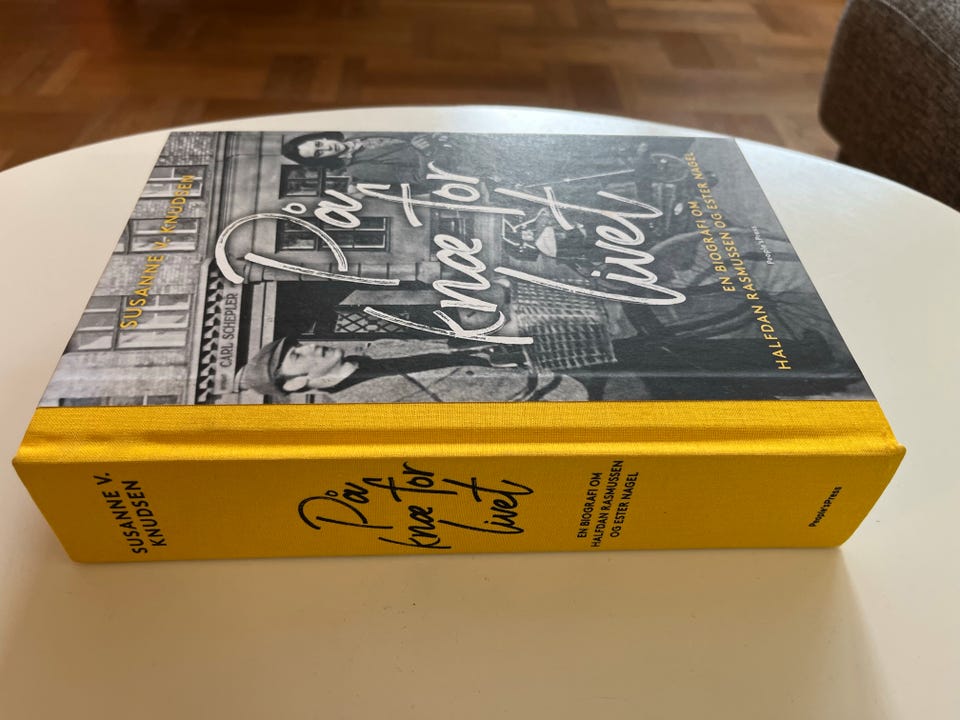 SUSANNE V. KNUDSEN
På
knæ for
livet
EN BIOGRAFI OM
HALFDAN RASMUSSEN OG ESTER NAGEL
People'sPress
CARL SCHEPLER
SUSANNE V.
KNUDSEN
På
knæ for
livet
EN BIOGRAFI OM
HALFDAN RASMUSSEN
OG ESTER NAGEL
People'sPress